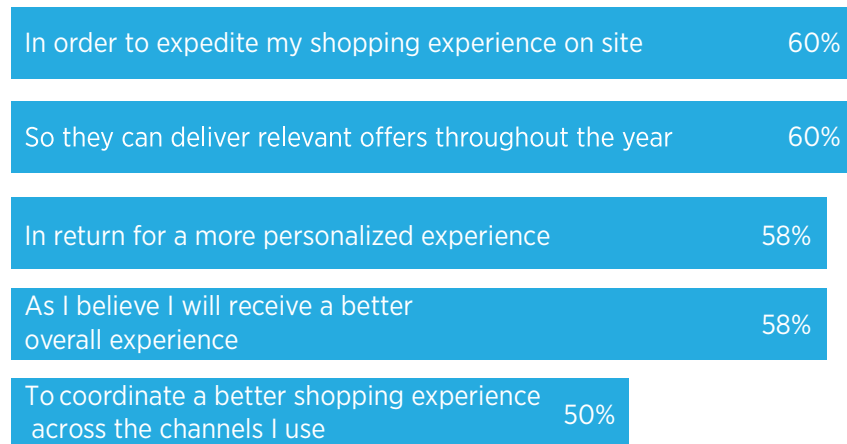 In order to expedite my shopping experience on site 60%
So they can deliver relevant offers throughout the year 60%
In return for a more personalized experience 58%
As I believe I will receive a better
overall experience 58%
To coordinate a better shopping experience
across the channels I use 50%